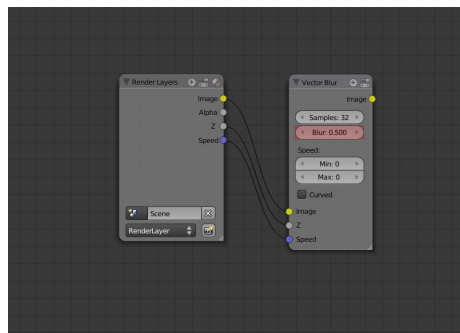 Render Layers
Image
Alpha
Z
Speed
Scene
RenderLayer
Vector Blur
Image
Samples: 32
Blur: 0.500
Speed:
Min: 0
Max: 0
Curved
Image
Z
Speed